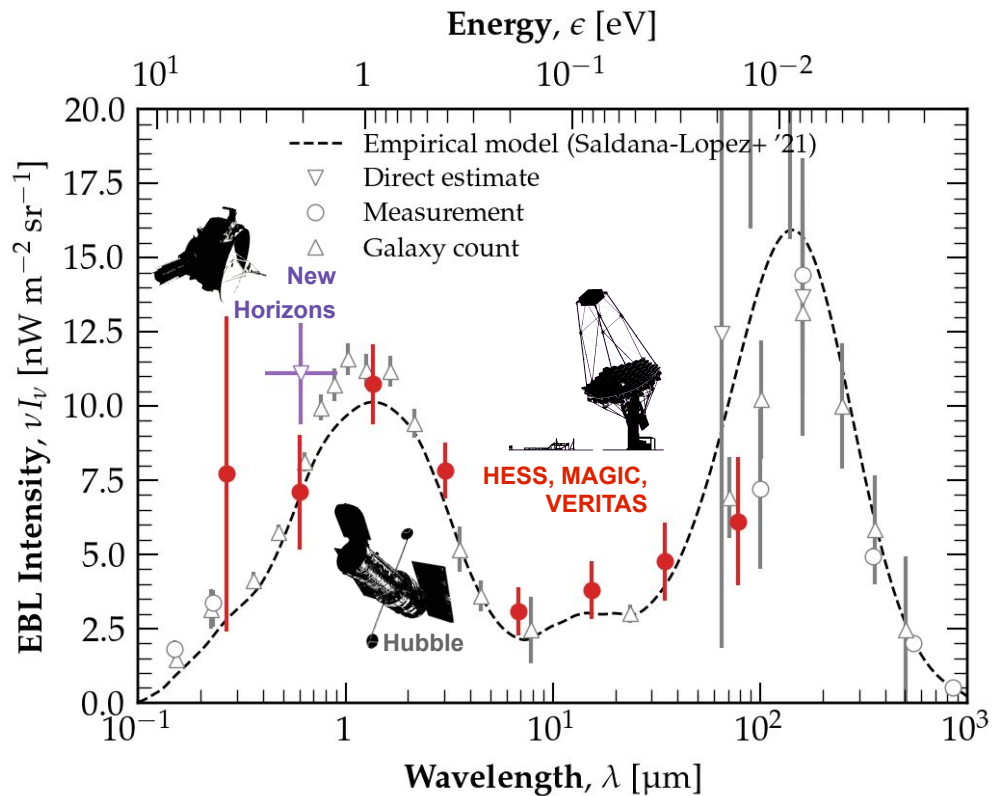 Energy, ϵ [eV]
10¹ 1 10⁻¹ 10⁻²
20.0
17.5
15.0
12.5
10.0
7.5
5.0
2.5
0.0
EBL Intensity, ν Iν [nW m⁻² sr⁻¹]
Empirical model (Saldana-Lopez+ ’21)
Direct estimate
Measurement
Galaxy count
New
Horizons
HESS, MAGIC,
VERITAS
Hubble
10⁻¹ 1 10¹ 10² 10³
Wavelength, λ [μm]